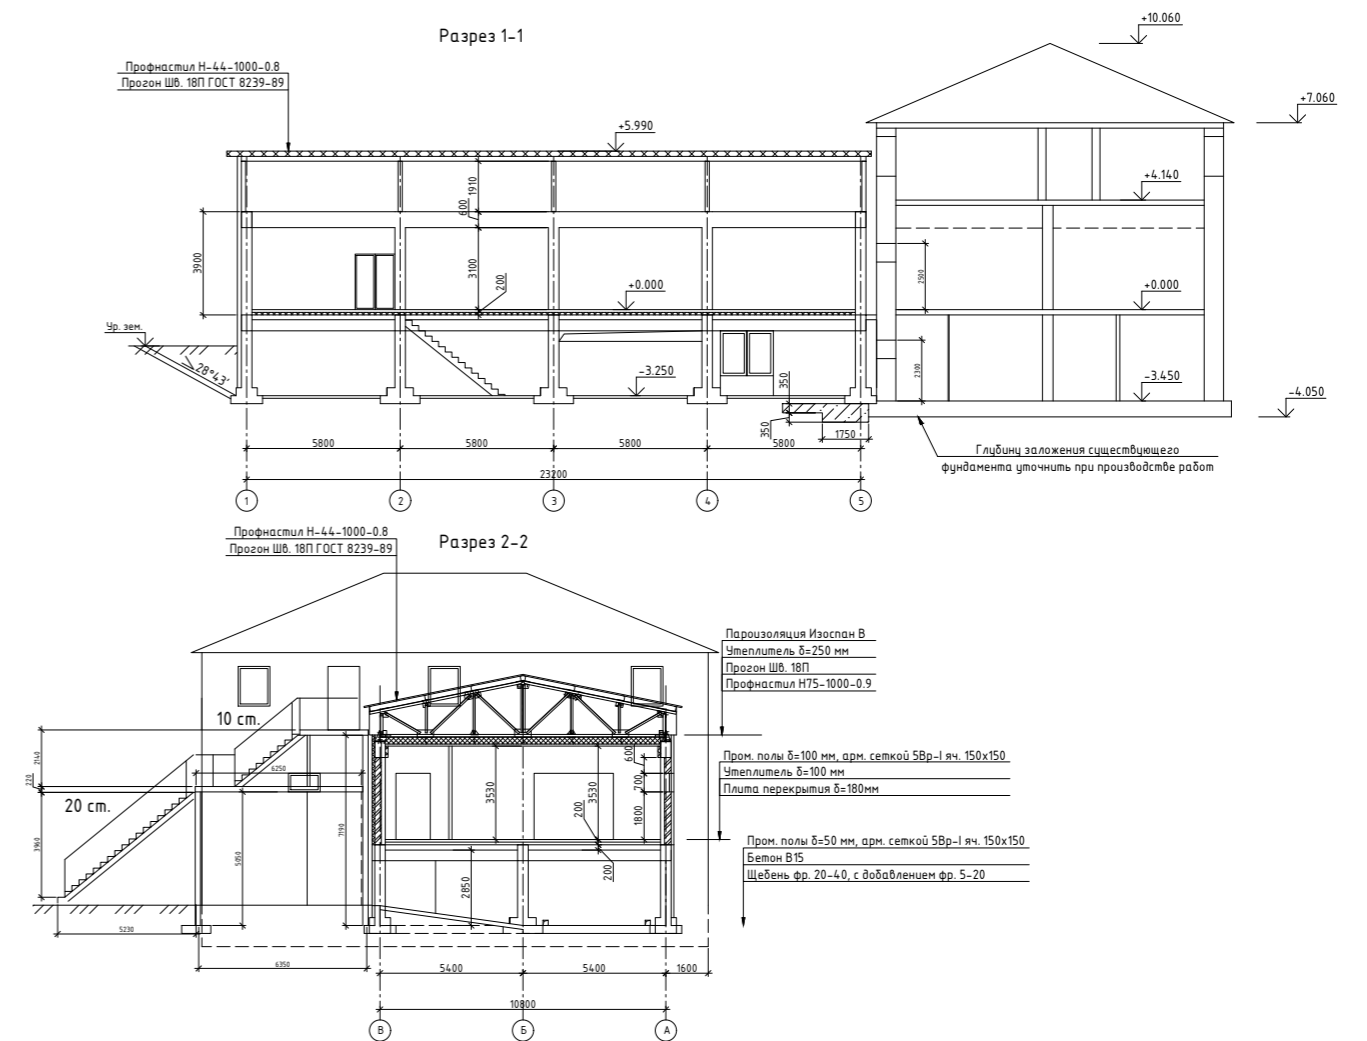 Разрез 1-1
Профнастил Н-44-1000-0.8
Прогон Шв. 18П ГОСТ 8239-89
+10.060
+7.060
+5.990
+4.140
1910
600
3900
3100
200
+0.000
2500
+0.000
Ур. зем.
28°43'
-3.250
350
2300
-3.450
-4.050
350
1750
5800
5800
5800
5800
Глубину заложения существующего
фундамента уточнить при производстве работ
23200
1
2
3
4
5
Профнастил Н-44-1000-0.8
Прогон Шв. 18П ГОСТ 8239-89
Разрез 2-2
Пароизоляция Изоспан В
Утеплитель δ=250 мм
Прогон Шв. 18П
Профнастил Н75-1000-0.9
10 ст.
2140
220
6250
20 ст.
3960
5050
7190
3530
3530
600
700
1800
200
200
2850
Пром. полы δ=100 мм, арм. сеткой 5Вр-I яч. 150х150
Утеплитель δ=100 мм
Плита перекрытия δ=180мм
Пром. полы δ=50 мм, арм. сеткой 5Вр-I яч. 150х150
Бетон В15
Щебень фр. 20-40, с добавлением фр. 5-20
5230
6350
5400
5400
1600
10800
В
Б
А